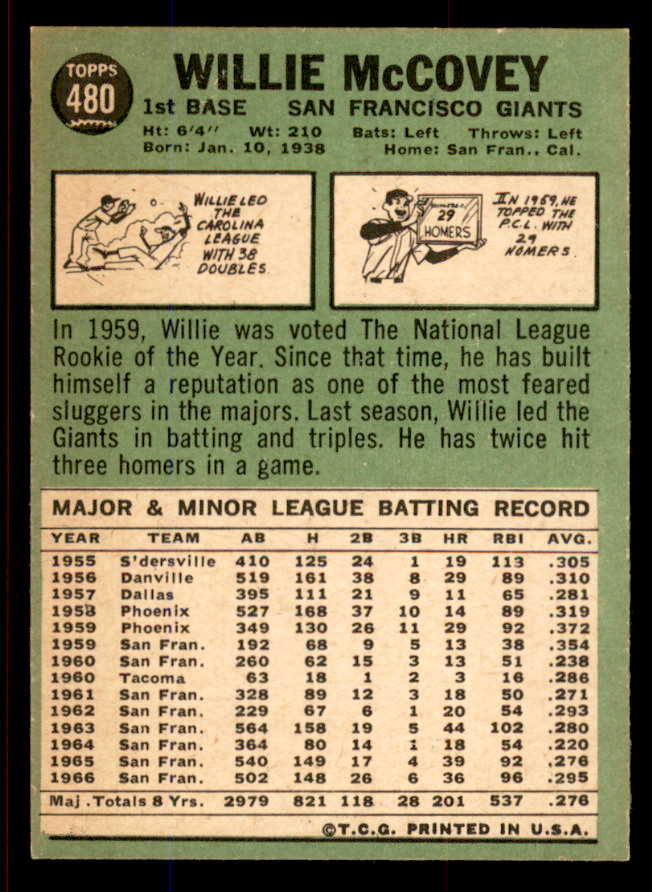 TOPPS
480
WILLIE McCOVEY
1st BASE SAN FRANCISCO GIANTS
Ht: 6'4" Wt: 210 Bats: Left Throws: Left
Born: Jan. 10, 1938 Home: San Fran., Cal.
WILLIE LED
THE
CAROLINA
LEAGUE
WITH 38
DOUBLES.
29
HOMERS
IN 1959, HE
TOPPED THE
P.C.L. WITH
29
HOMERS.
In 1959, Willie was voted The National League
Rookie of the Year. Since that time, he has built
himself a reputation as one of the most feared
sluggers in the majors. Last season, Willie led the
Giants in batting and triples. He has twice hit
three homers in a game.
MAJOR & MINOR LEAGUE BATTING RECORD
YEAR TEAM AB H 2B 3B HR RBI AVG.
1955 S'dersville 410 125 24 1 19 113 .305
1956 Danville 519 161 38 8 29 89 .310
1957 Dallas 395 111 21 9 11 65 .281
1958 Phoenix 527 168 37 10 14 89 .319
1959 Phoenix 349 130 26 11 29 92 .372
1959 San Fran. 192 68 9 5 13 38 .354
1960 San Fran. 260 62 15 3 13 51 .238
1960 Tacoma 63 18 1 2 3 16 .286
1961 San Fran. 328 89 12 3 18 50 .271
1962 San Fran. 229 67 6 1 20 54 .293
1963 San Fran. 564 158 19 5 44 102 .280
1964 San Fran. 364 80 14 1 18 54 .220
1965 San Fran. 540 149 17 4 39 92 .276
1966 San Fran. 502 148 26 6 36 96 .295
Maj. Totals 8 Yrs. 2979 821 118 28 201 537 .276
©T.C.G. PRINTED IN U.S.A.